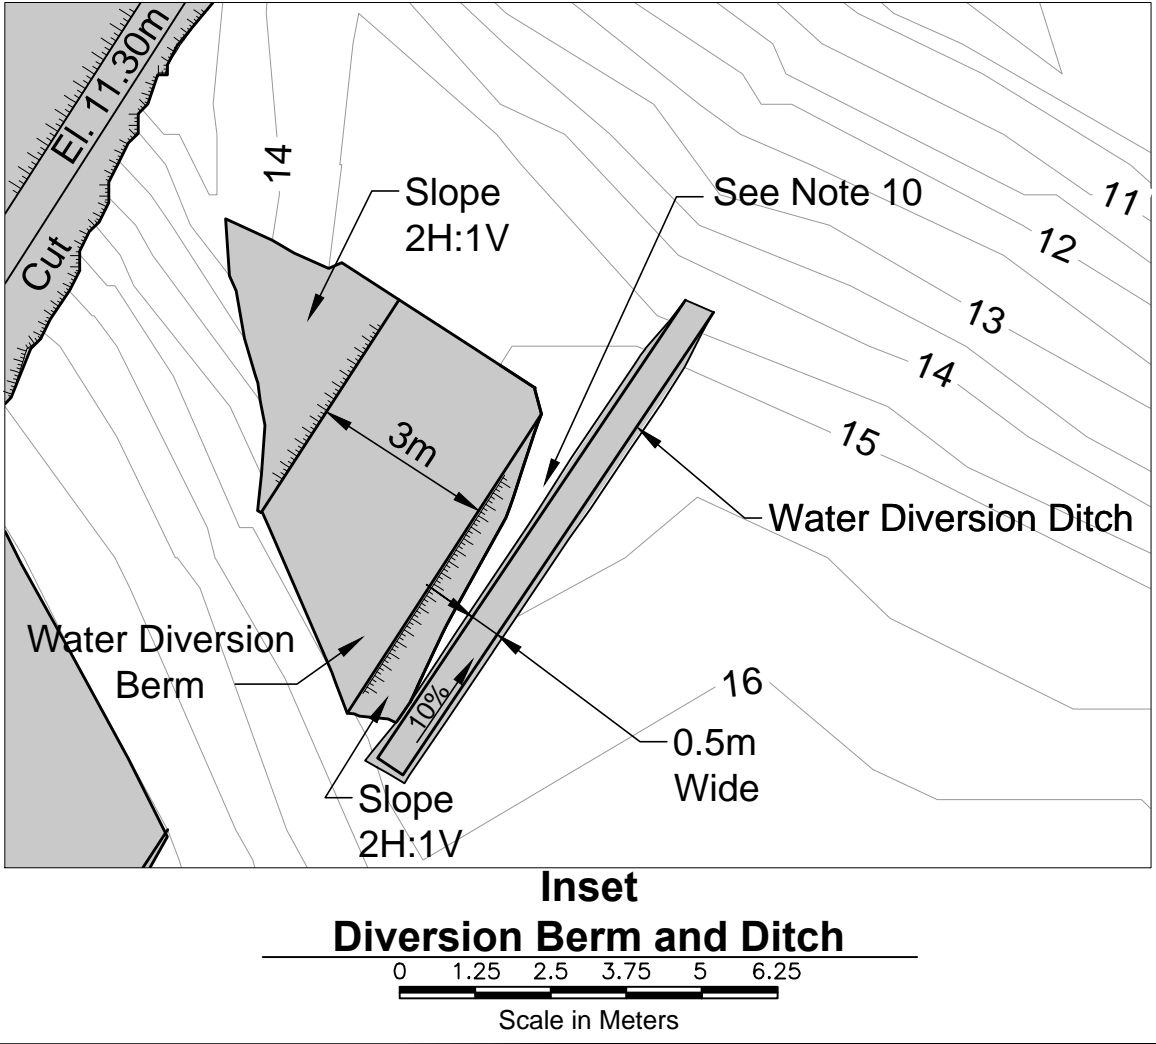 El. 11.30m
Cut
14
Slope
2H:1V
See Note 10
11
12
13
14
15
3m
Water Diversion Ditch
Water Diversion
Berm
16
10%
0.5m
Wide
Slope
2H:1V
Inset
Diversion Berm and Ditch
0 1.25 2.5 3.75 5 6.25
Scale in Meters